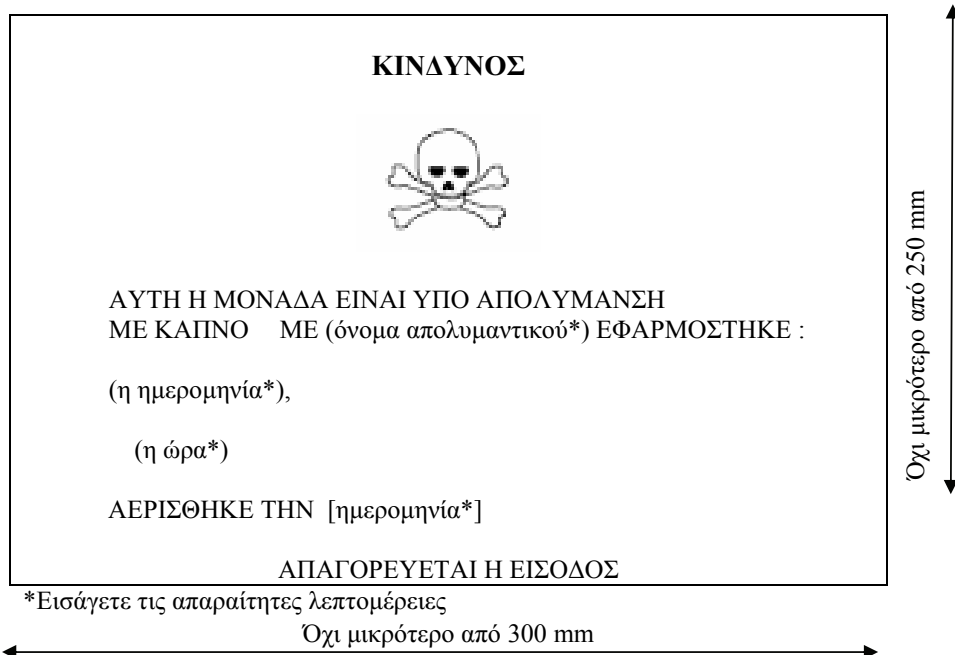 ΚΙΝΔΥΝΟΣ
ΑΥΤΗ Η ΜΟΝΑΔΑ ΕΙΝΑΙ ΥΠΟ ΑΠΟΛΥΜΑΝΣΗ
ΜΕ ΚΑΠΝΟ ΜΕ (όνομα απολυμαντικού*) ΕΦΑΡΜΟΣΤΗΚΕ :
(η ημερομηνία*),
(η ώρα*)
ΑΕΡΙΣΘΗΚΕ ΤΗΝ [ημερομηνία*]
ΑΠΑΓΟΡΕΥΕΤΑΙ Η ΕΙΣΟΔΟΣ
*Εισάγετε τις απαραίτητες λεπτομέρειες
Όχι μικρότερο από 300 mm
Όχι μικρότερο από 250 mm